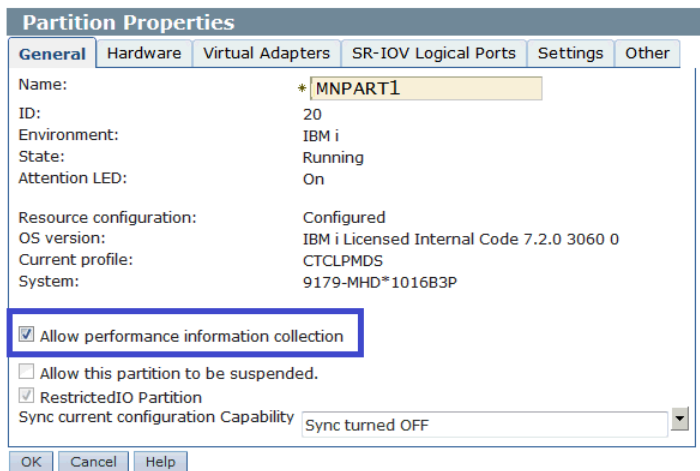 Partition Properties
General Hardware Virtual Adapters SR-IOV Logical Ports Settings Other
Name: * MNPART1
ID: 20
Environment: IBM i
State: Running
Attention LED: On
Resource configuration: Configured
OS version: IBM i Licensed Internal Code 7.2.0 3060 0
Current profile: CTCLPMDS
System: 9179-MHD*1016B3P
Allow performance information collection
Allow this partition to be suspended.
RestrictedIO Partition
Sync current configuration Capability Sync turned OFF
OK Cancel Help